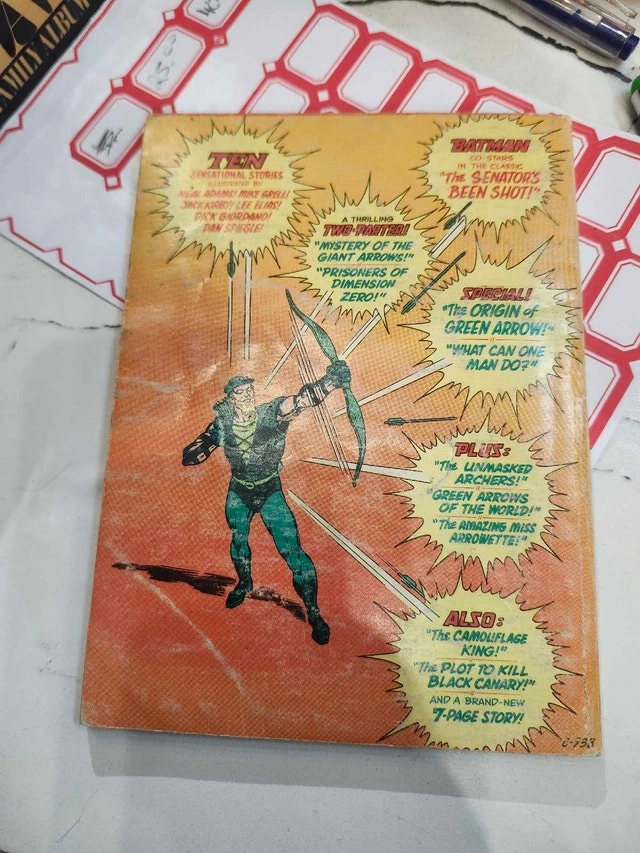 TEN
SENSATIONAL STORIES
ILLUSTRATED BY
NEAL ADAMS! MIKE GRELL!
JACK KIRBY! LEE ELIAS!
DICK GIORDANO!
DAN SPIEGLE!
BATMAN
CO-STARS
IN THE CLASSIC
"The SENATOR'S
BEEN SHOT!"
A THRILLING
TWO-PARTER!
"MYSTERY OF THE
GIANT ARROWS!"
"PRISONERS OF
DIMENSION
ZERO!"
SPECIAL!
"The ORIGIN of
GREEN ARROW!"
"WHAT CAN ONE
MAN DO?"
PLUS:
"The UNMASKED
ARCHERS!"
"GREEN ARROWS
OF THE WORLD!"
"The AMAZING MISS
ARROWETTE!"
ALSO:
"The CAMOUFLAGE
KING!"
"The PLOT TO KILL
BLACK CANARY!"
AND A BRAND-NEW
7-PAGE STORY!
FAMILY ALBUM